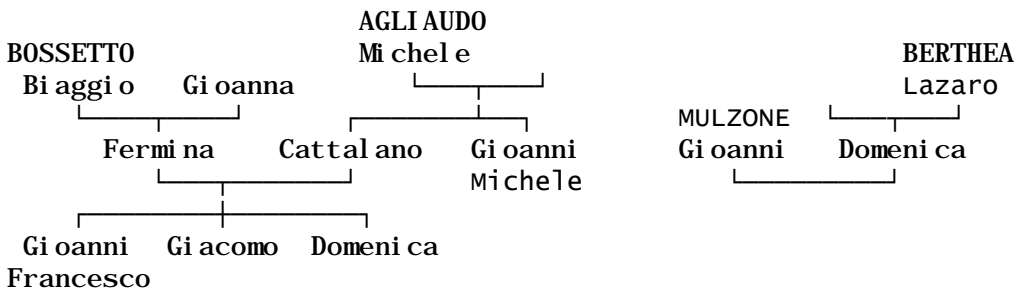 AGLIAUDO
BOSSETTO Michele BERTHEA
Biaggio Gioanna Lazaro
MULZONE
Fermina Cattalano Gioanni Gioanni Domenica
Michele
Gioanni Giacomo Domenica
Francesco